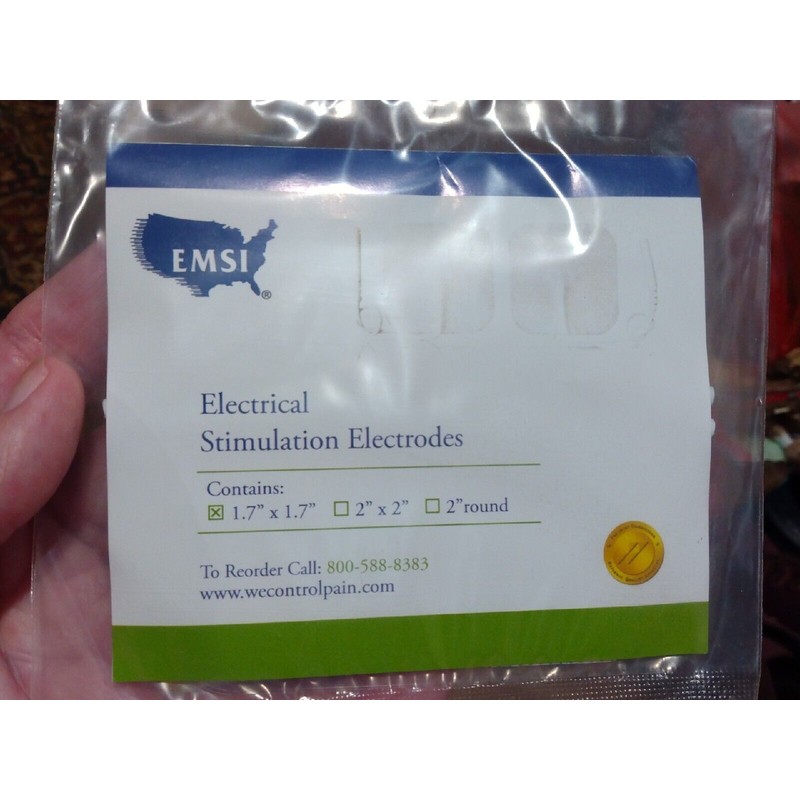 EMSI ®
Electrical
Stimulation Electrodes
Contains:
☒ 1.7” x 1.7” ☐ 2” x 2” ☐ 2”round
To Reorder Call: 800-588-8383
www.wecontrolpain.com